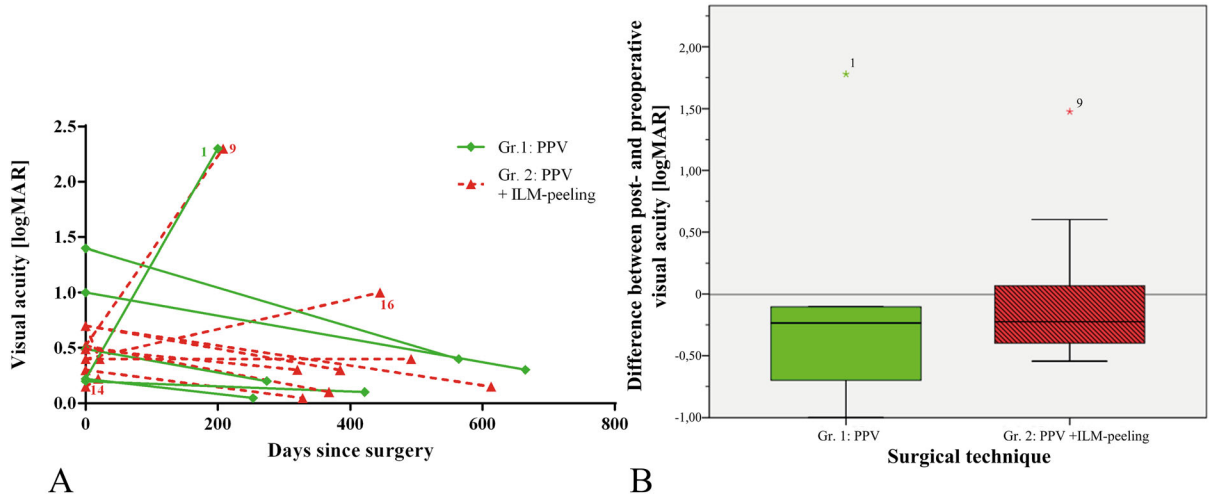 2.5
2.0
1.5
1.0
0.5
0.0
Visual acuity [logMAR]
1
9
16
14
Gr.1: PPV
Gr. 2: PPV
+ ILM-peeling
0
200
400
600
800
Days since surgery
A
2,00
1,50
1,00
0,50
0
-0,50
-1,00
Difference between post- and preoperative
visual acuity [logMAR]
1
9
Gr. 1: PPV
Gr. 2: PPV +ILM-peeling
Surgical technique
B